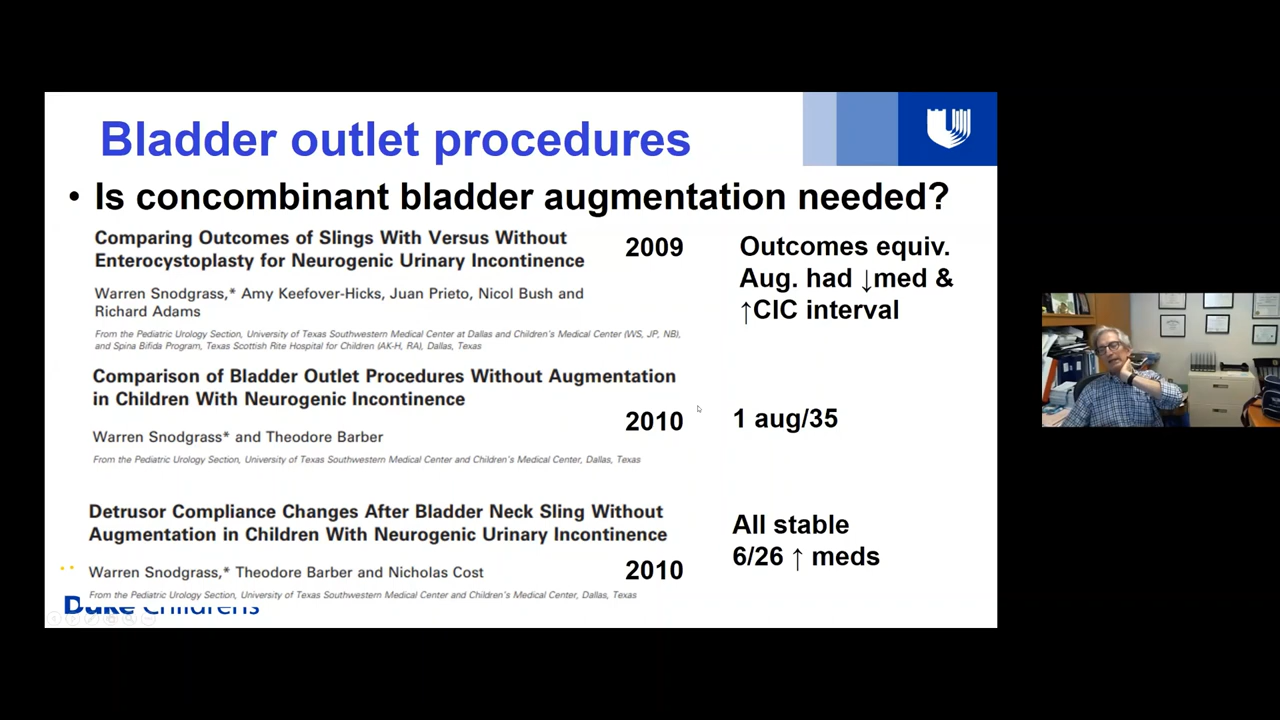 Bladder outlet procedures
• Is concombinant bladder augmentation needed?
Comparing Outcomes of Slings With Versus Without
Enterocystoplasty for Neurogenic Urinary Incontinence
2009
Outcomes equiv.
Aug. had ↓med &
↑CIC interval
Warren Snodgrass,* Amy Keefover-Hicks, Juan Prieto, Nicol Bush and
Richard Adams
From the Pediatric Urology Section, University of Texas Southwestern Medical Center at Dallas and Children's Medical Center (WS, JP, NB),
and Spina Bifida Program, Texas Scottish Rite Hospital for Children (AK-H, RA), Dallas, Texas
Comparison of Bladder Outlet Procedures Without Augmentation
in Children With Neurogenic Incontinence
2010
1 aug/35
Warren Snodgrass* and Theodore Barber
From the Pediatric Urology Section, University of Texas Southwestern Medical Center and Children's Medical Center, Dallas, Texas
Detrusor Compliance Changes After Bladder Neck Sling Without
Augmentation in Children With Neurogenic Urinary Incontinence
All stable
6/26 ↑ meds
Warren Snodgrass,* Theodore Barber and Nicholas Cost
2010
From the Pediatric Urology Section, University of Texas Southwestern Medical Center and Children's Medical Center, Dallas, Texas
Duke Children's